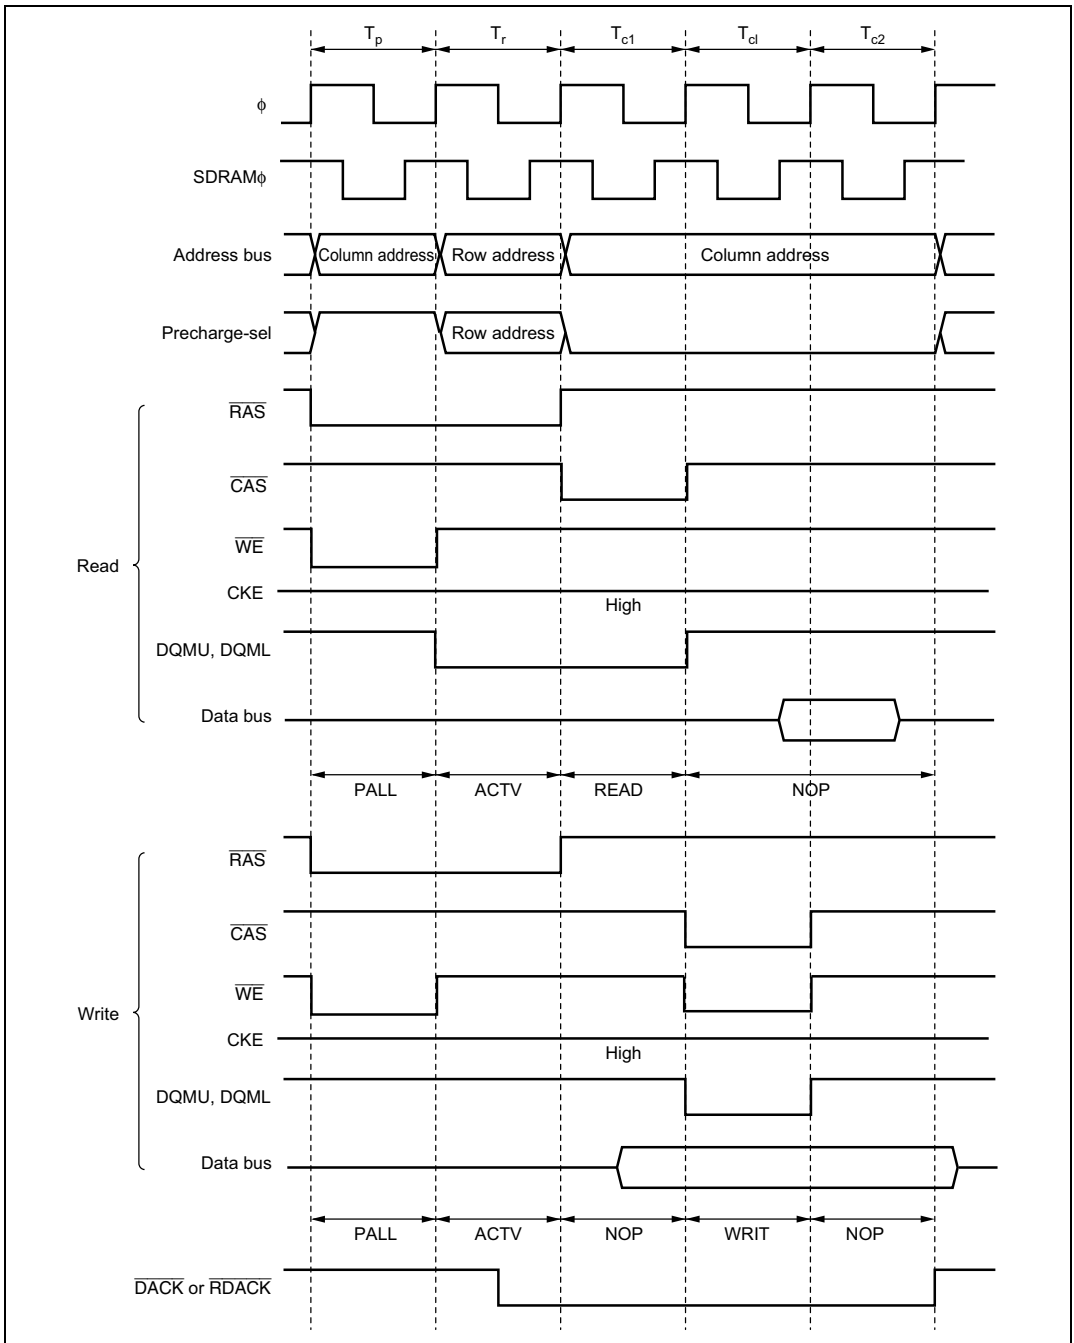 Tp Tr Tc1 Tcl Tc2
ϕ
SDRAMϕ
Address bus Column address Row address Column address
Precharge-sel Row address
Read
RAS
CAS
WE
CKE High
DQMU, DQML
Data bus
PALL ACTV READ NOP
Write
RAS
CAS
WE
CKE High
DQMU, DQML
Data bus
PALL ACTV NOP WRIT NOP
DACK or RDACK